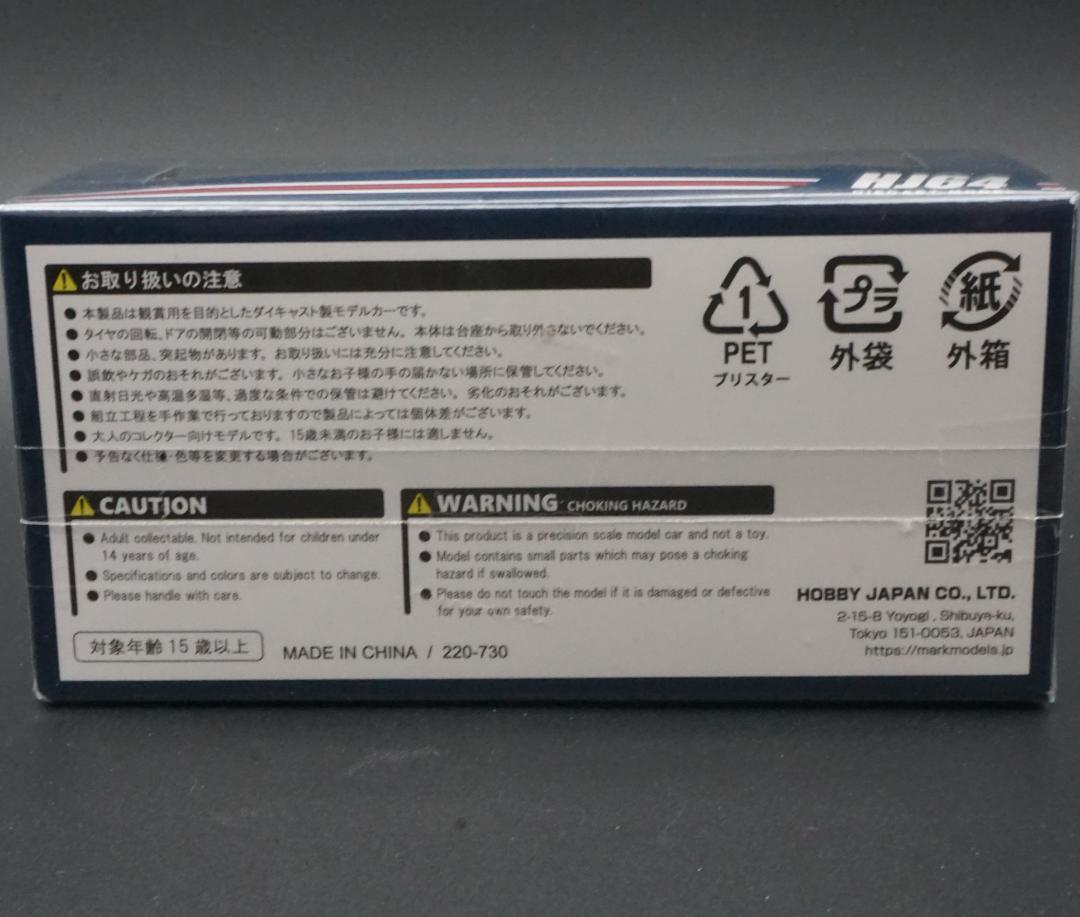 HJ64
お取り扱いの注意
● 本製品は観賞用を目的としたダイキャスト製モデルカーです。
● タイヤの回転、ドアの開閉等の可動部分はございません。本体は台座から取り外さないでください。
● 小さな部品、突起物があります。お取り扱いには充分に注意してください。
● 誤飲やケガのおそれがございます。小さなお子様の手の届かない場所に保管してください。
● 直射日光や高温多湿等、過度な条件での保管は避けてください。劣化のおそれがございます。
● 組立工程を手作業で行っておりますので製品によっては個体差がございます。
● 大人のコレクター向けモデルです。15歳未満のお子様には適しません。
● 予告なく仕様・色等を変更する場合がございます。
1
PET
ブリスター
プラ
外袋
紙
外箱
CAUTION
● Adult collectable. Not intended for children under
14 years of age.
● Specifications and colors are subject to change.
● Please handle with care.
WARNING CHOKING HAZARD
● This product is a precision scale model car and not a toy.
● Model contains small parts which may pose a choking
hazard if swallowed.
● Please do not touch the model if it is damaged or defective
for your own safety.
対象年齢15歳以上
MADE IN CHINA / 220-730
HOBBY JAPAN CO., LTD.
2-15-8 Yoyogi , Shibuya-ku,
Tokyo 151-0053, JAPAN
https://markmodels.jp